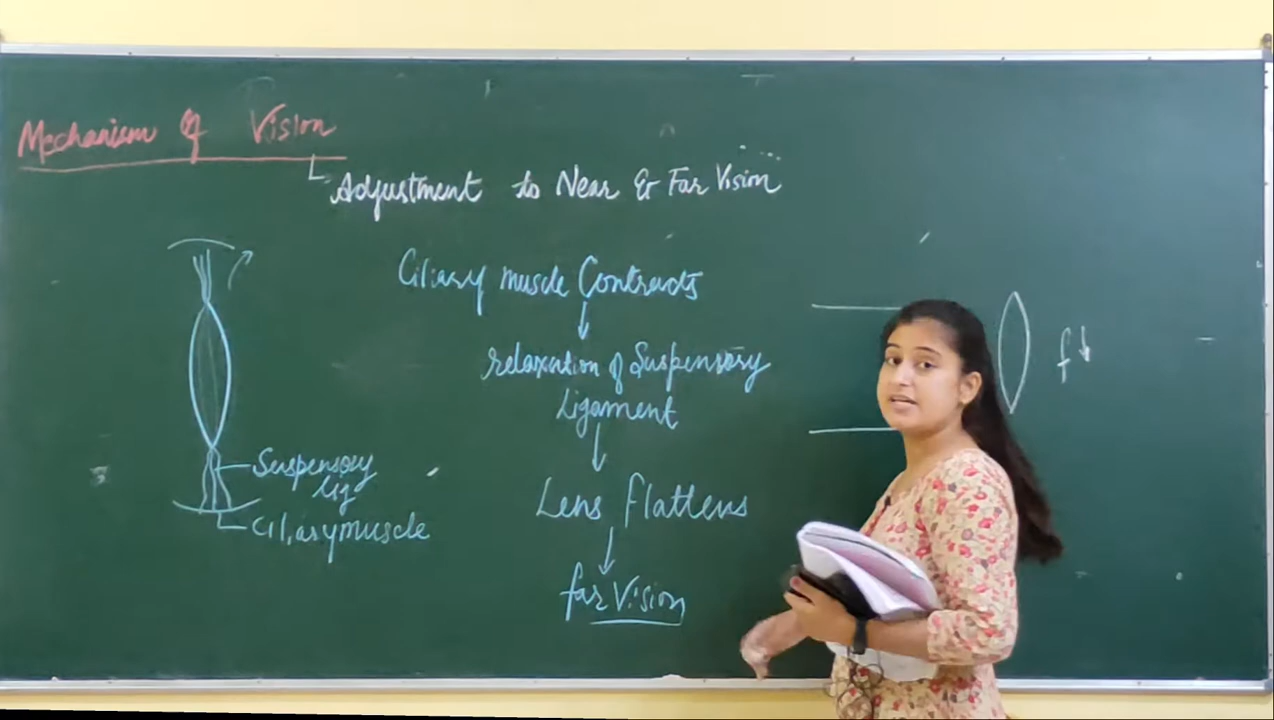 Mechanism of Vision
Adjustment to Near & Far Vision
Ciliary muscle Contracts
↓
relaxation of Suspensory
Ligament
↓
Lens Flattens
↓
far Vision
Suspensory
lig
Ciliarymuscle
f↓